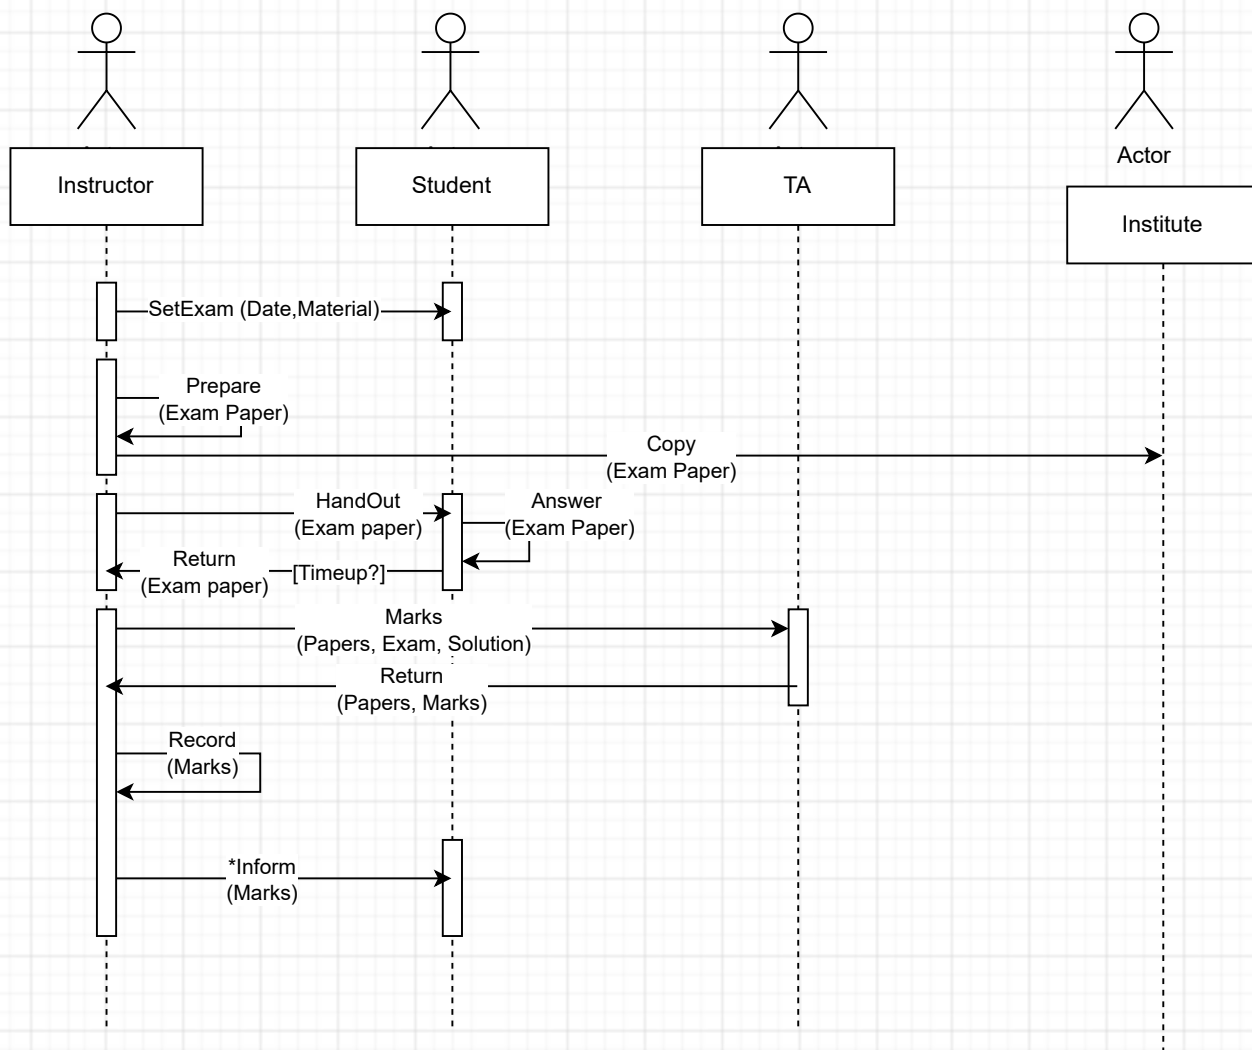 Actor
Instructor
Student
TA
Institute
SetExam (Date,Material)
Prepare
(Exam Paper)
Copy
(Exam Paper)
HandOut
(Exam paper)
Answer
(Exam Paper)
Return
(Exam paper)
[Timeup?]
Marks
(Papers, Exam, Solution)
Return
(Papers, Marks)
Record
(Marks)
*Inform
(Marks)